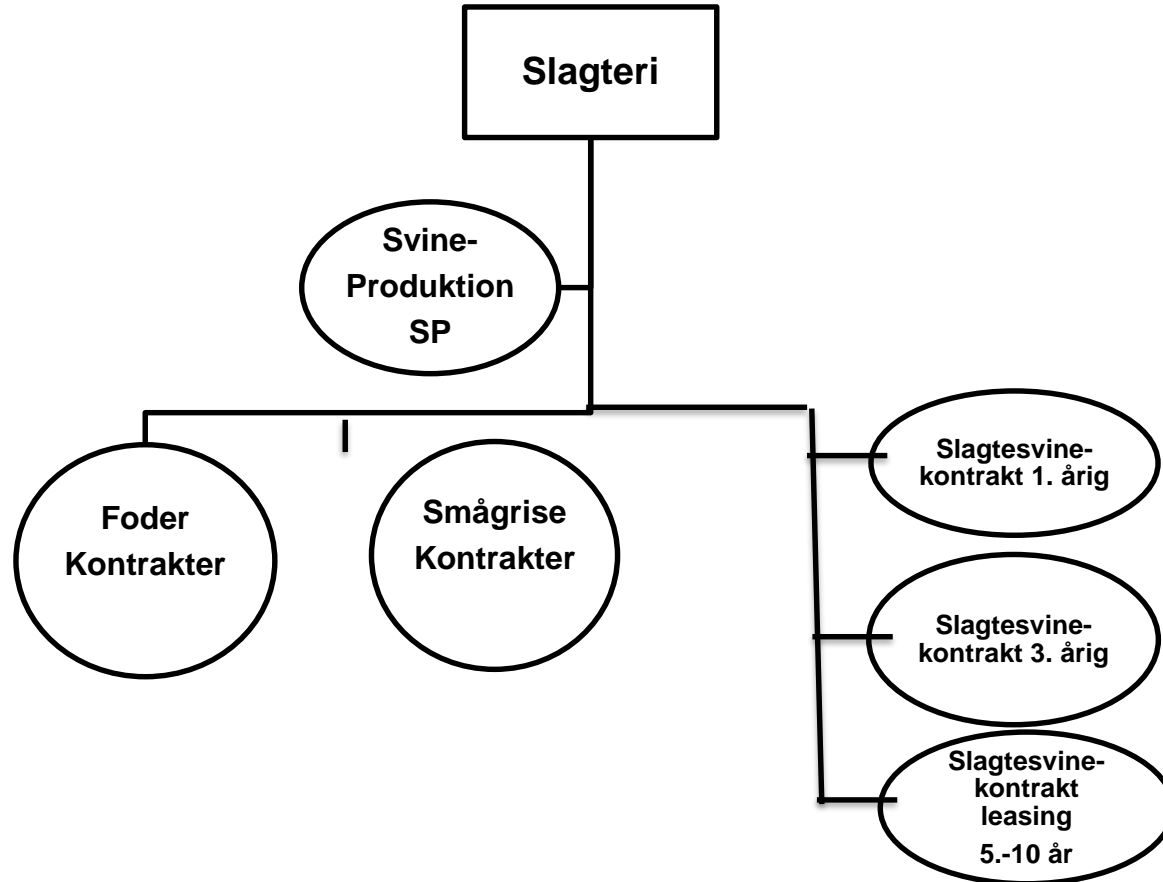 Slagteri
Svine-
Produktion
SP
Foder
Kontrakter
Smågrise
Kontrakter
Slagtesvine-
kontrakt 1. årig
Slagtesvine-
kontrakt 3. årig
Slagtesvine-
kontrakt
leasing
5.-10 år